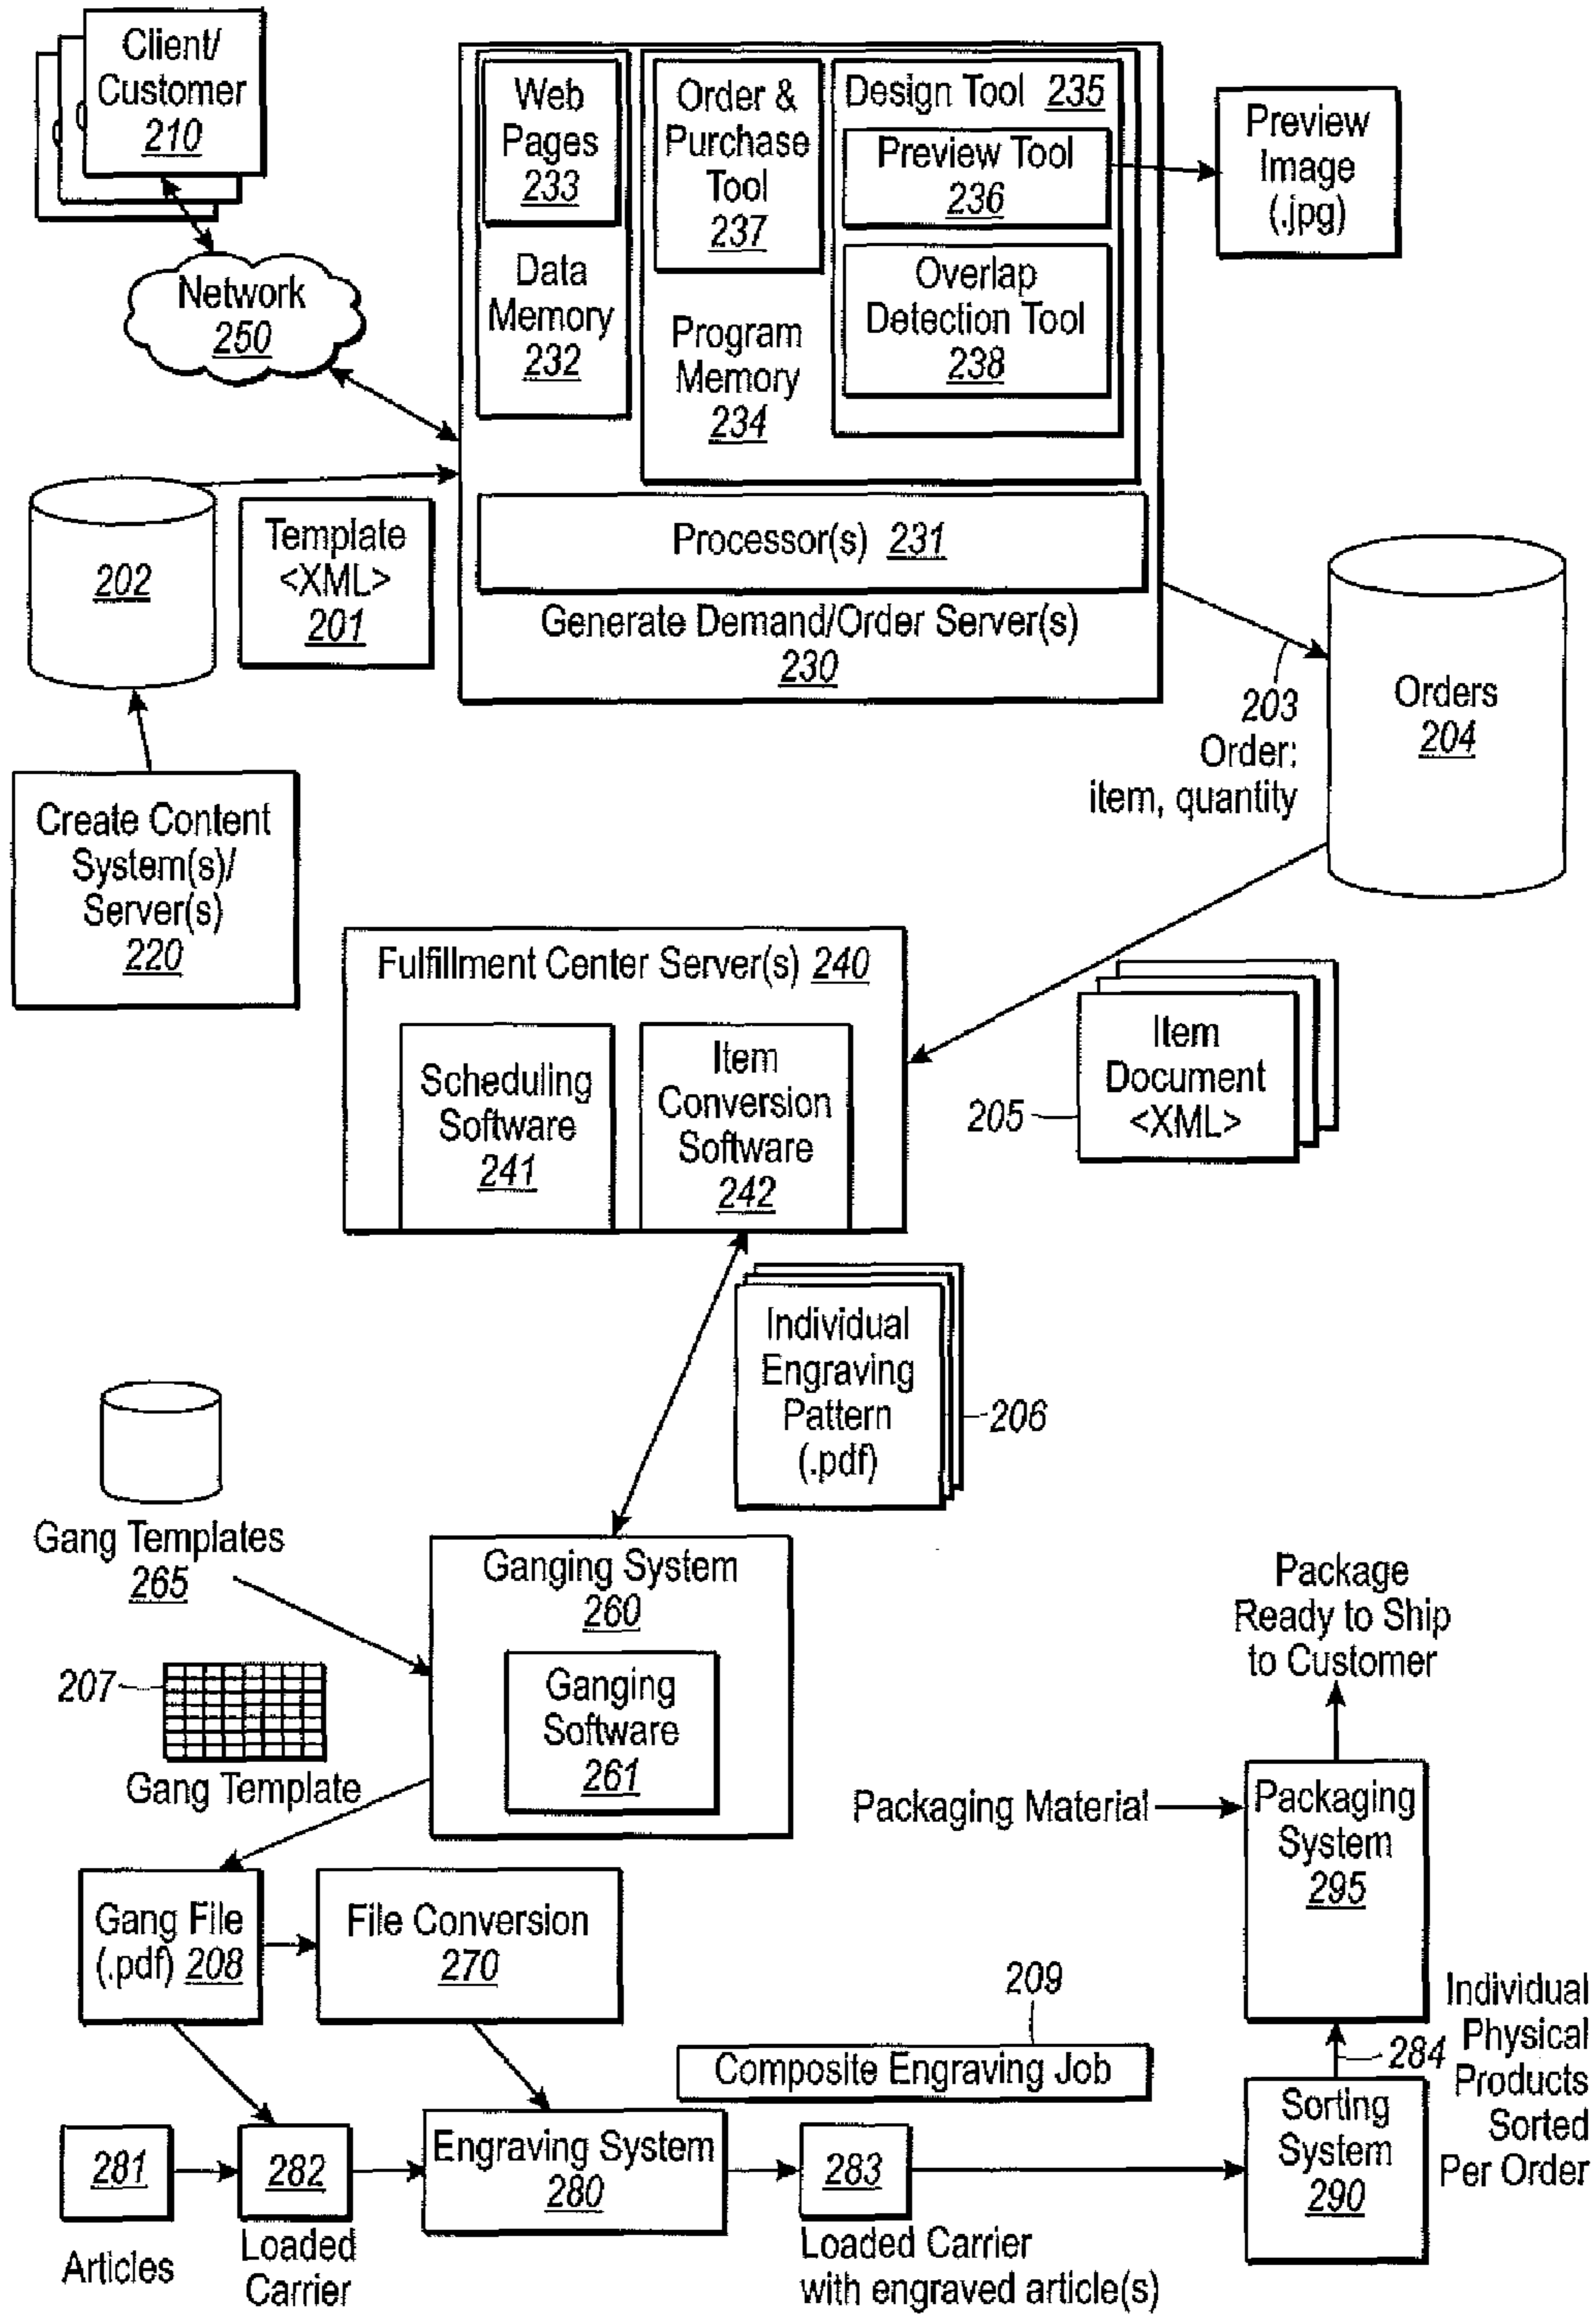 Client/
Customer
210
Network
250
Web
Pages
233
Data
Memory
232
Order &
Purchase
Tool
237
Program
Memory
234
Design Tool 235
Preview Tool
236
Overlap
Detection Tool
238
Preview
Image
(.jpg)
Processor(s) 231
Generate Demand/Order Server(s)
230
202
Template
<XML>
201
Create Content
System(s)/
Server(s)
220
203
Order:
item, quantity
Orders
204
Fulfillment Center Server(s) 240
Scheduling
Software
241
Item
Conversion
Software
242
Item
Document
<XML>
205
Individual
Engraving
Pattern
(.pdf)
206
Gang Templates
265
207
Gang Template
Ganging System
260
Ganging
Software
261
Package
Ready to Ship
to Customer
Packaging Material
Packaging
System
295
Gang File
(.pdf) 208
File Conversion
270
209
Composite Engraving Job
284
Individual
Physical
Products
Sorted
Per Order
281
Articles
282
Loaded
Carrier
Engraving System
280
283
Loaded Carrier
with engraved article(s)
Sorting
System
290